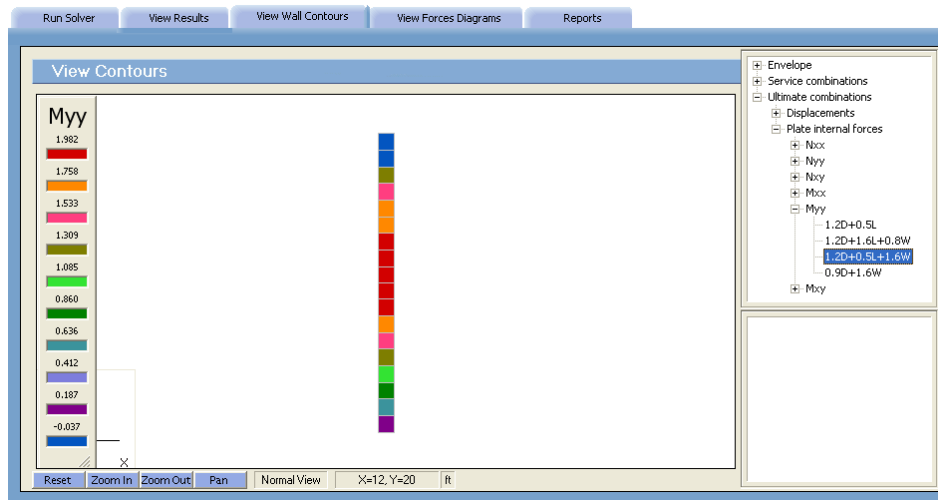 Run Solver
View Results
View Wall Contours
View Forces Diagrams
Reports
View Contours
Myy
1.982
1.758
1.533
1.309
1.085
0.860
0.636
0.412
0.187
-0.037
X
Envelope
Service combinations
Ultimate combinations
Displacements
Plate internal forces
Nxx
Nyy
Nxy
Mxx
Myy
1.2D+0.5L
1.2D+1.6L+0.8W
1.2D+0.5L+1.6W
0.9D+1.6W
Mxy
Reset
Zoom In
Zoom Out
Pan
Normal View
X=12, Y=20
ft